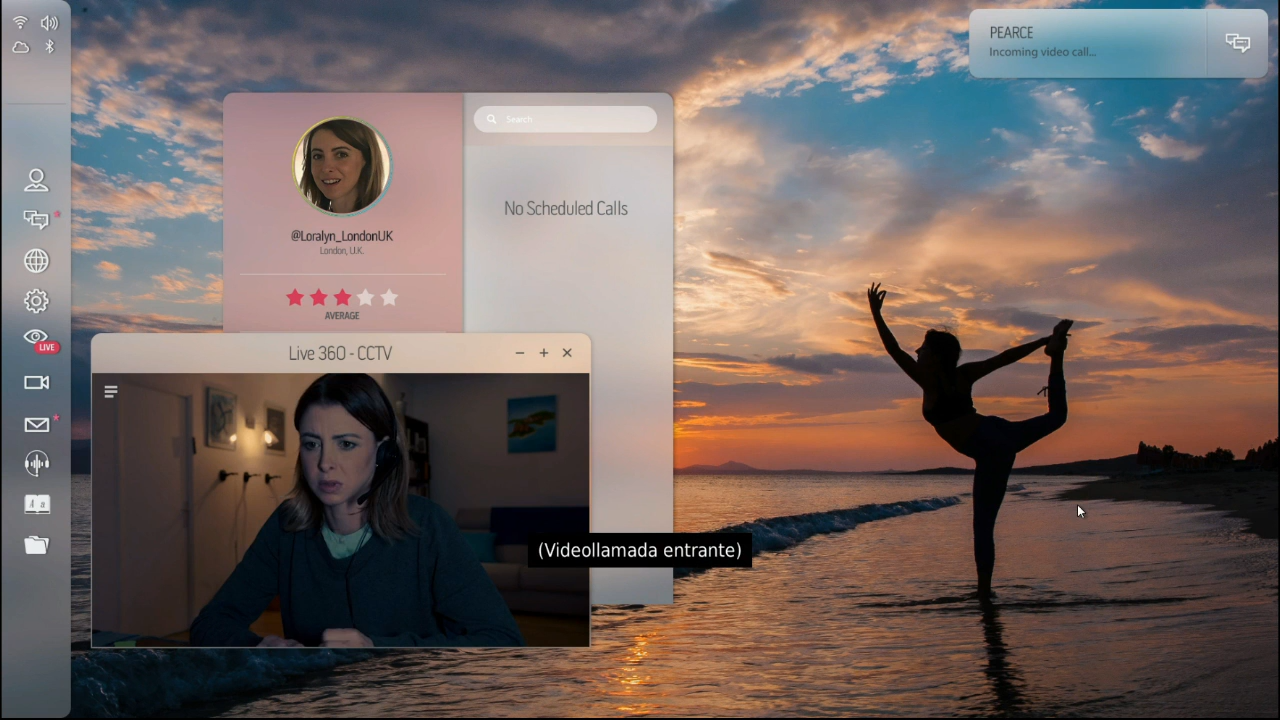 PEARCE
Incoming video call...
Search
No Scheduled Calls
@Loralyn_LondonUK
London, U.K.
AVERAGE
LIVE
Live 360 - CCTV
A a
(Videollamada entrante)